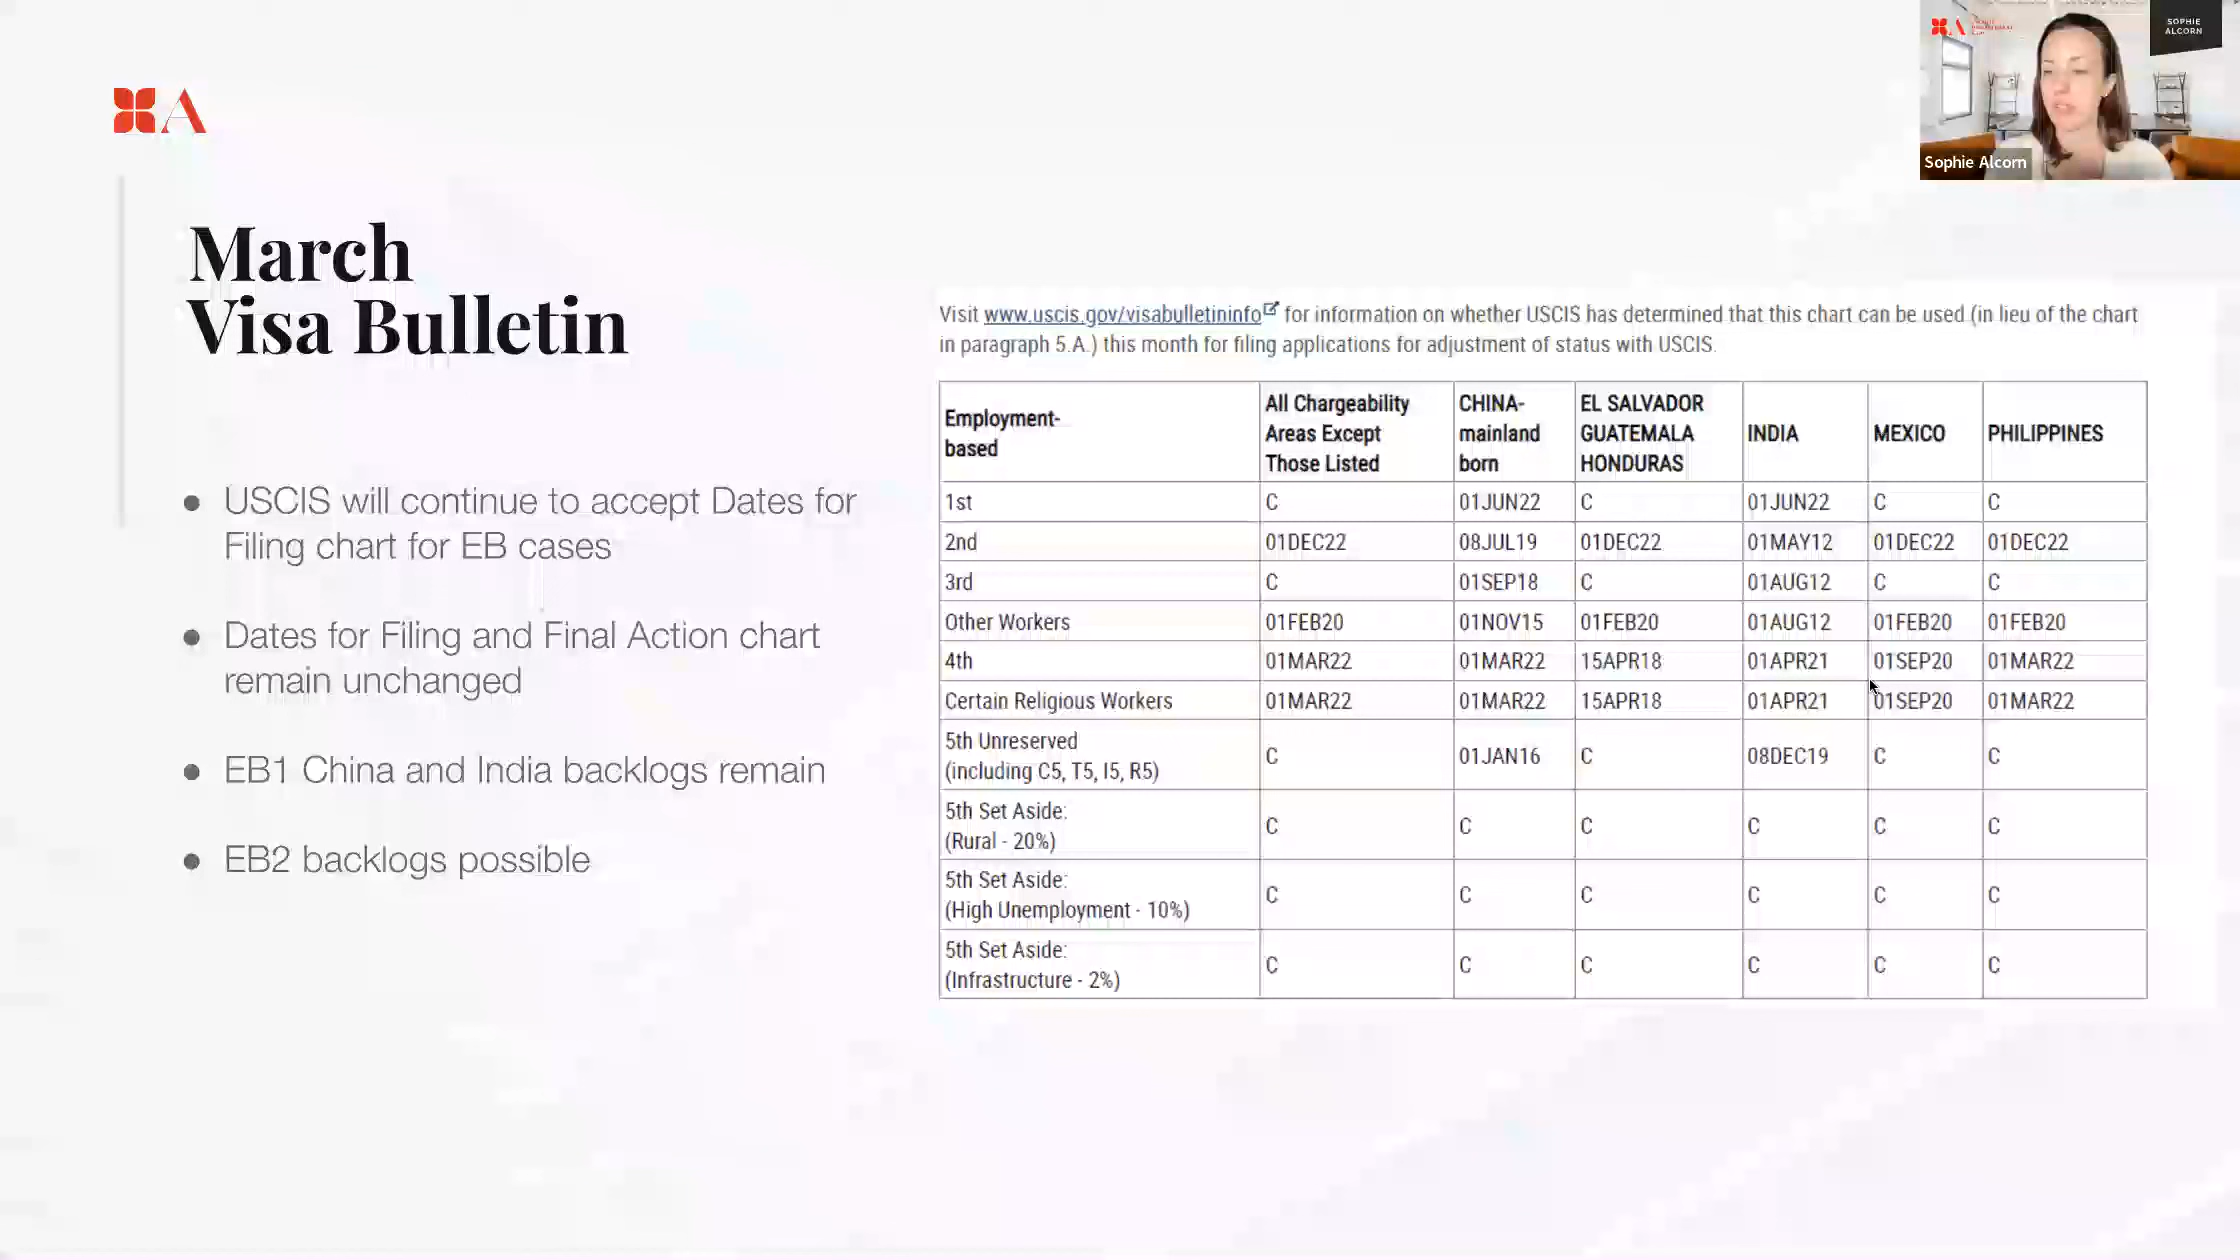 SOPHIE
ALCORN
Sophie Alcorn
A
March
Visa Bulletin
● USCIS will continue to accept Dates for
Filing chart for EB cases
● Dates for Filing and Final Action chart
remain unchanged
● EB1 China and India backlogs remain
● EB2 backlogs possible
Visit www.uscis.gov/visabulletininfo for information on whether USCIS has determined that this chart can be used (in lieu of the chart
in paragraph 5.A.) this month for filing applications for adjustment of status with USCIS.
Employment-
based
All Chargeability
Areas Except
Those Listed
CHINA-
mainland
born
EL SALVADOR
GUATEMALA
HONDURAS
INDIA
MEXICO
PHILIPPINES
1st C 01JUN22 C 01JUN22 C C
2nd 01DEC22 08JUL19 01DEC22 01MAY12 01DEC22 01DEC22
3rd C 01SEP18 C 01AUG12 C C
Other Workers 01FEB20 01NOV15 01FEB20 01AUG12 01FEB20 01FEB20
4th 01MAR22 01MAR22 15APR18 01APR21 01SEP20 01MAR22
Certain Religious Workers 01MAR22 01MAR22 15APR18 01APR21 01SEP20 01MAR22
5th Unreserved
(including C5, T5, I5, R5) C 01JAN16 C 08DEC19 C C
5th Set Aside:
(Rural - 20%) C C C C C C
5th Set Aside:
(High Unemployment - 10%) C C C C C C
5th Set Aside:
(Infrastructure - 2%) C C C C C C